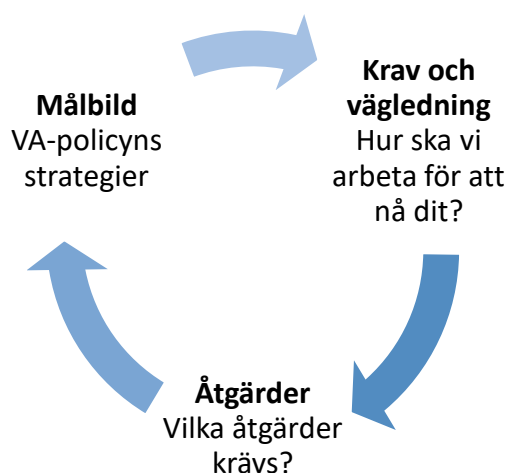 Målbild
VA-policyns
strategier
Krav och
vägledning
Hur ska vi
arbeta för att
nå dit?
Åtgärder
Vilka åtgärder
krävs?